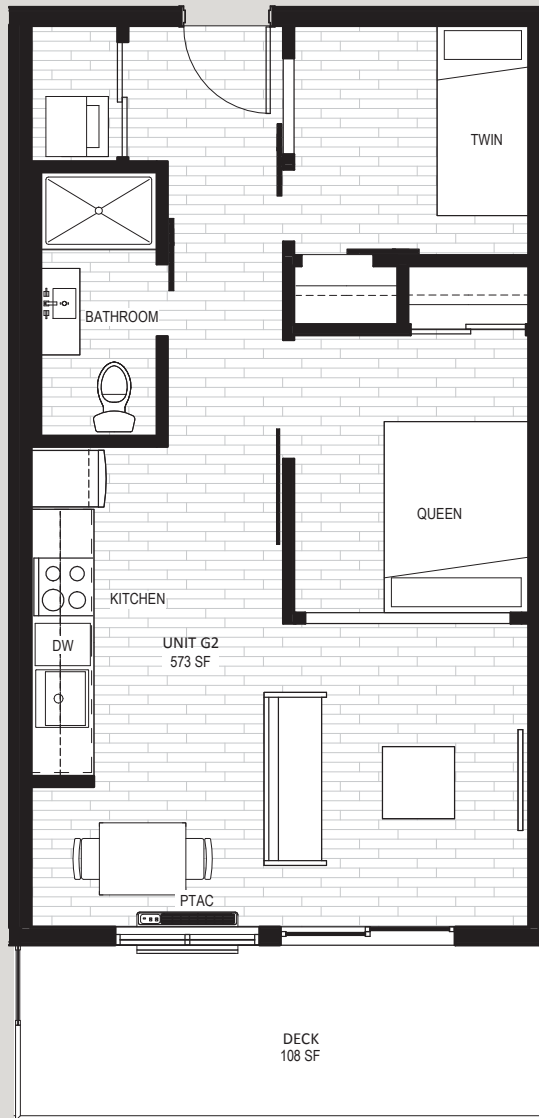 TWIN
BATHROOM
QUEEN
KITCHEN
DW
UNIT G2
573 SF
PTAC
DECK
108 SF